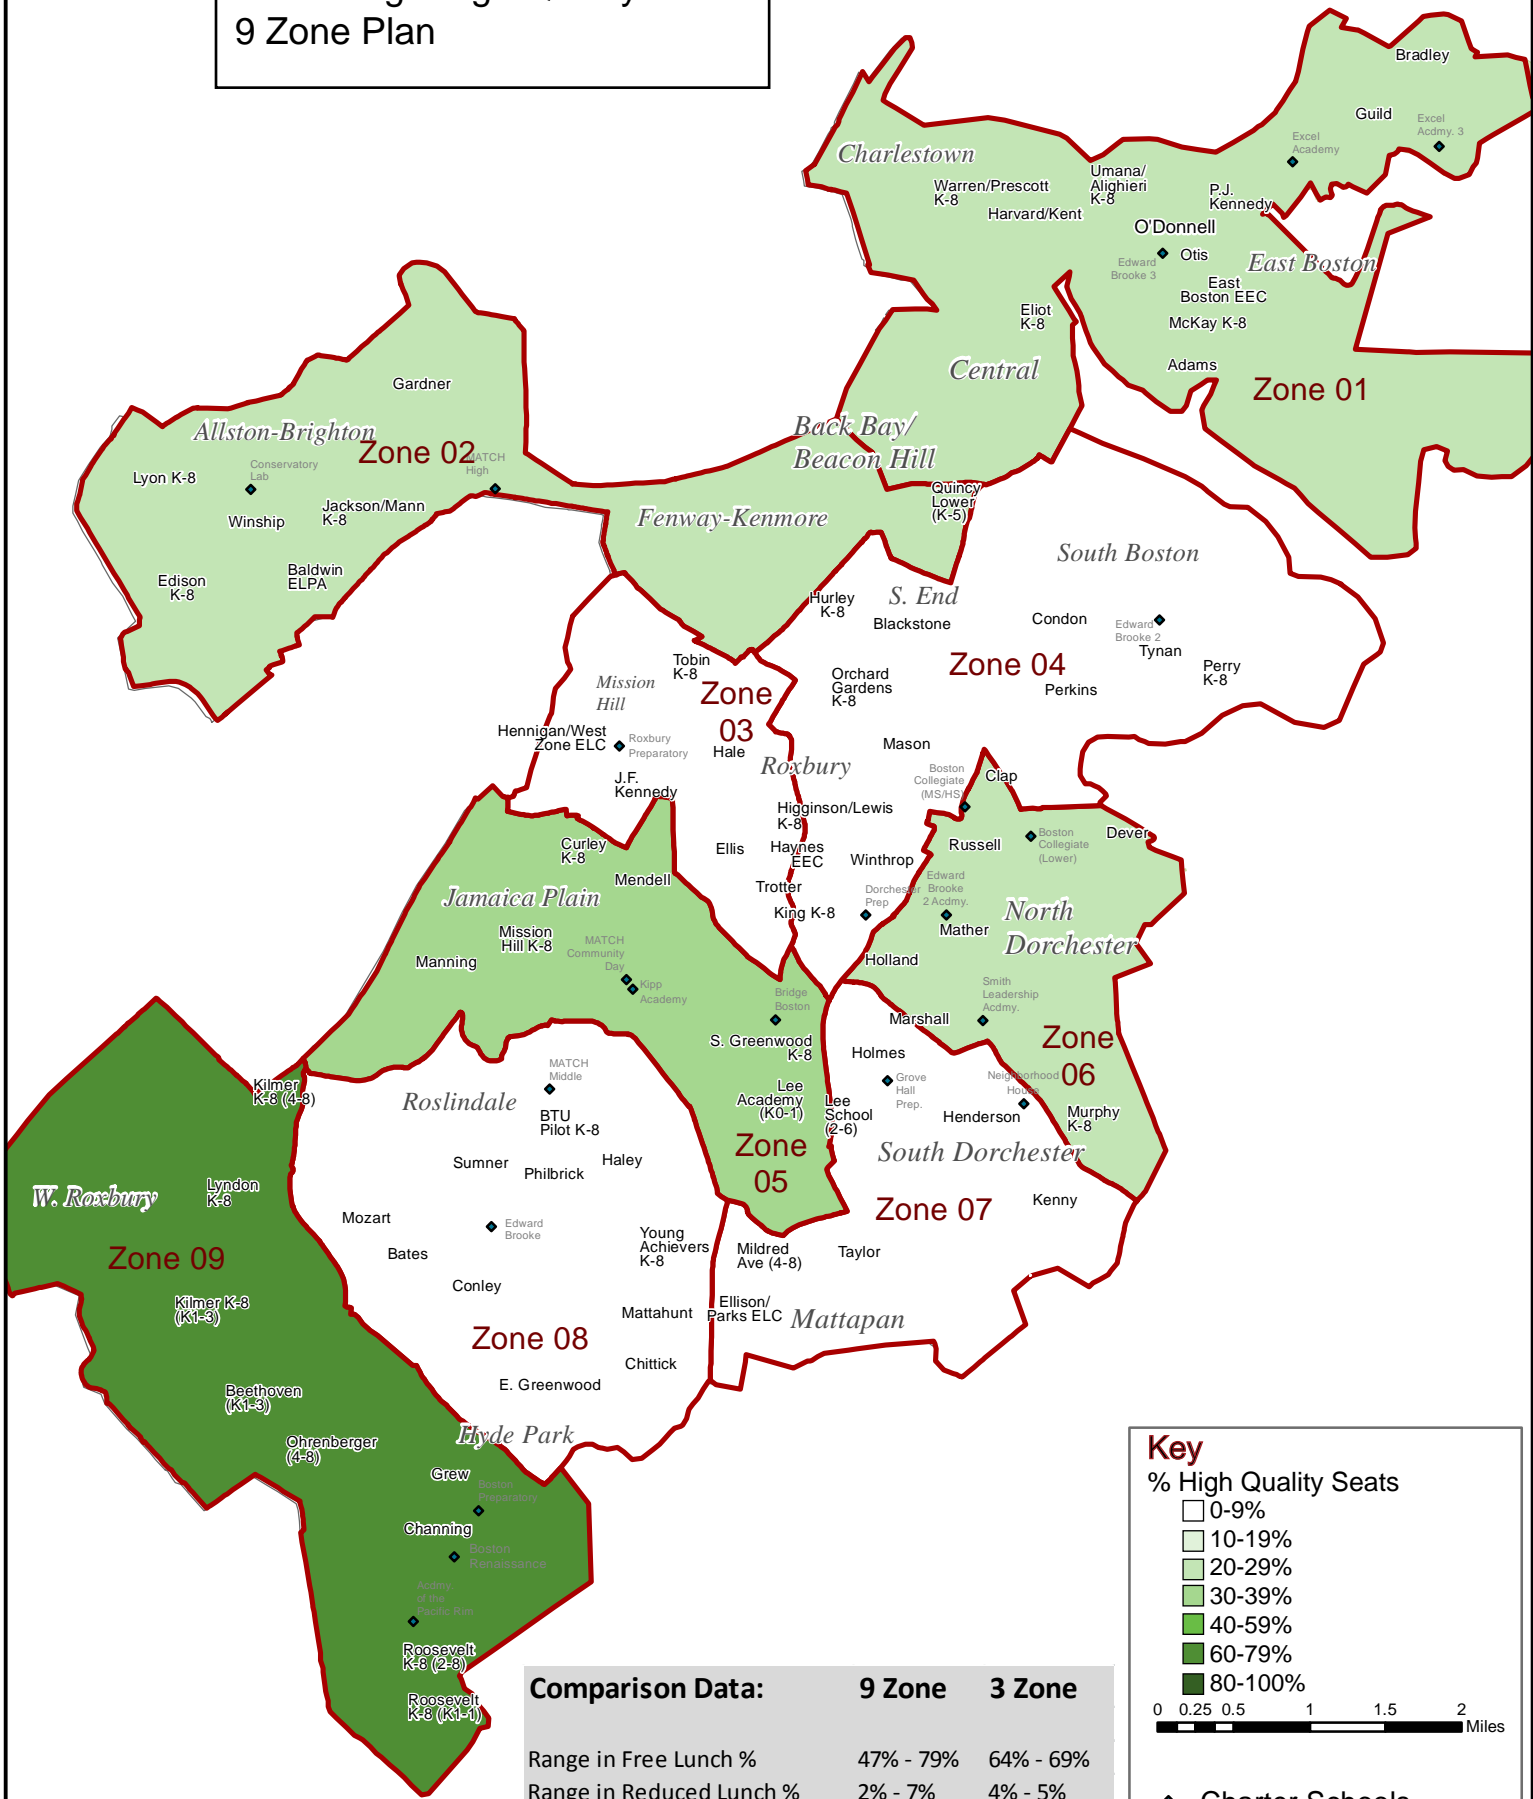 9 Zone Plan
Bradley
Guild
Excel
Acdmy. 3
Excel
Academy
Charlestown
Warren/Prescott
K-8
Harvard/Kent
Umana/
Alighieri
K-8
P.J.
Kennedy
O'Donnell
Edward
Brooke 3
Otis
East Boston
East
Boston EEC
McKay K-8
Eliot
K-8
Adams
Central
Zone 01
Gardner
Allston-Brighton
Zone 02
MATCH
High
Back Bay/
Beacon Hill
Lyon K-8
Conservatory
Lab
Winship
Jackson/Mann
K-8
Quincy
Lower
(K-5)
Fenway-Kenmore
South Boston
Edison
K-8
Baldwin
ELPA
Hurley
K-8
S. End
Blackstone
Condon
Edward
Brooke 2
Tynan
Zone 04
Perry
K-8
Perkins
Tobin
K-8
Mission
Hill
Zone
03
Orchard
Gardens
K-8
Hennigan/West
Zone ELC
Roxbury
Preparatory
Hale
Roxbury
Mason
J.F.
Kennedy
Boston
Collegiate
(MS/HS)
Clap
Higginson/Lewis
K-8
Curley
K-8
Ellis
Haynes
EEC
Winthrop
Russell
Boston
Collegiate
(Lower)
Dever
Mendell
Trotter
Dorchester
Prep
Edward
Brooke
2 Acdmy.
Jamaica Plain
King K-8
North
Dorchester
Mather
Mission
Hill K-8
MATCH
Community
Day
Manning
Holland
Kipp
Academy
Bridge
Boston
Smith
Leadership
Acdmy.
Marshall
S. Greenwood
K-8
Holmes
Zone
06
MATCH
Middle
Kilmer
K-8 (4-8)
Roslindale
Lee
Academy
(K0-1)
Lee
School
(2-6)
Grove
Hall
Prep.
Neighborhood
House
Henderson
Murphy
K-8
BTU
Pilot K-8
Zone
05
South Dorchester
Sumner
Philbrick
Haley
Lyndon
K-8
W. Roxbury
Kenny
Zone 07
Mozart
Edward
Brooke
Bates
Young
Achievers
K-8
Mildred
Ave (4-8)
Taylor
Zone 09
Conley
Kilmer K-8
(K1-3)
Mattahunt
Ellison/
Parks ELC
Mattapan
Zone 08
Chittick
E. Greenwood
Beethoven
(K1-3)
Ohrenberger
(4-8)
Hyde Park
Grew
Boston
Preparatory
Channing
Boston
Renaissance
Acdmy.
of the
Pacific Rim
Roosevelt
K-8 (2-8)
Roosevelt
K-8 (K1-1)
Key
% High Quality Seats
0-9%
10-19%
20-29%
30-39%
40-59%
60-79%
80-100%
0 0.25 0.5 1 1.5 2
Miles
Charter Schools
Comparison Data: 9 Zone 3 Zone
Range in Free Lunch % 47% - 79% 64% - 69%
Range in Reduced Lunch % 2% - 7% 4% - 5%